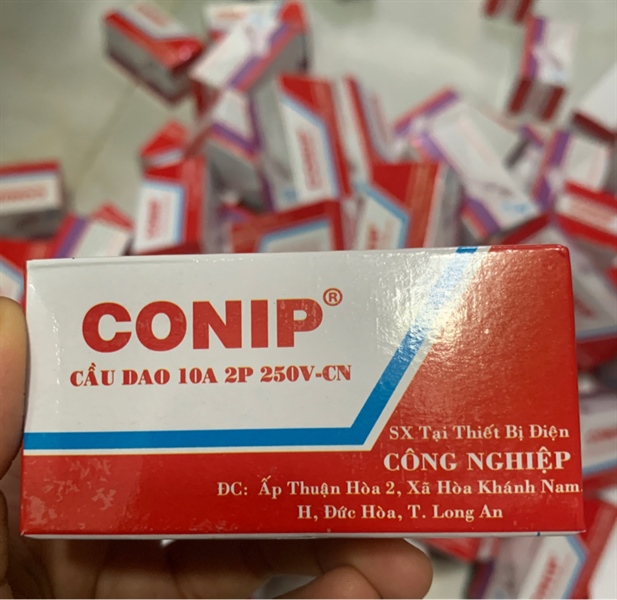 CONIP®
CẦU DAO 10A 2P 250V-CN
SX Tại Thiết Bị Điện
CÔNG NGHIỆP
ĐC: Ấp Thuận Hòa 2, Xã Hòa Khánh Nam
H, Đức Hòa, T. Long An